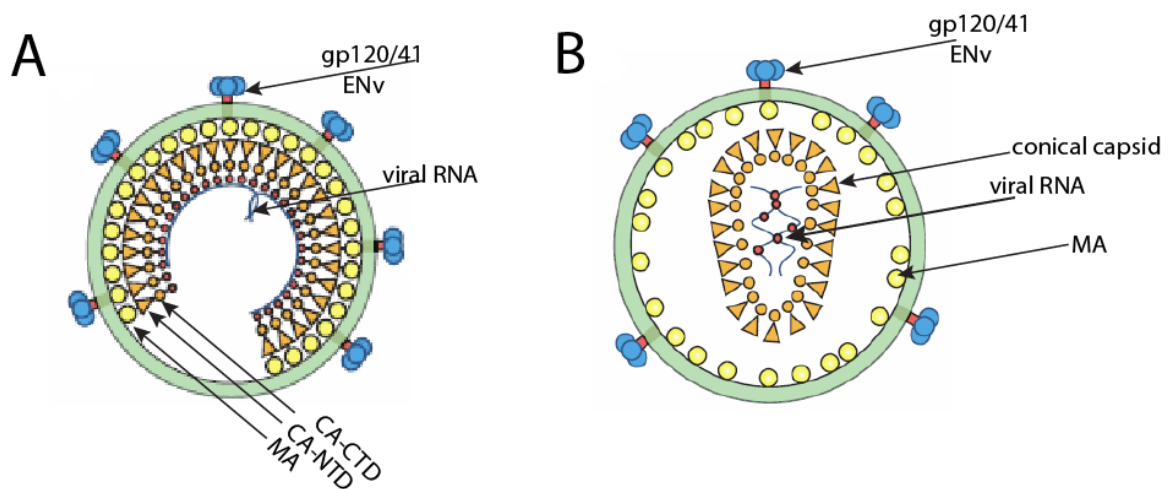 A
gp120/41
ENv
viral RNA
CA-CTD
CA-NTD
MA
B
gp120/41
ENv
conical capsid
viral RNA
MA